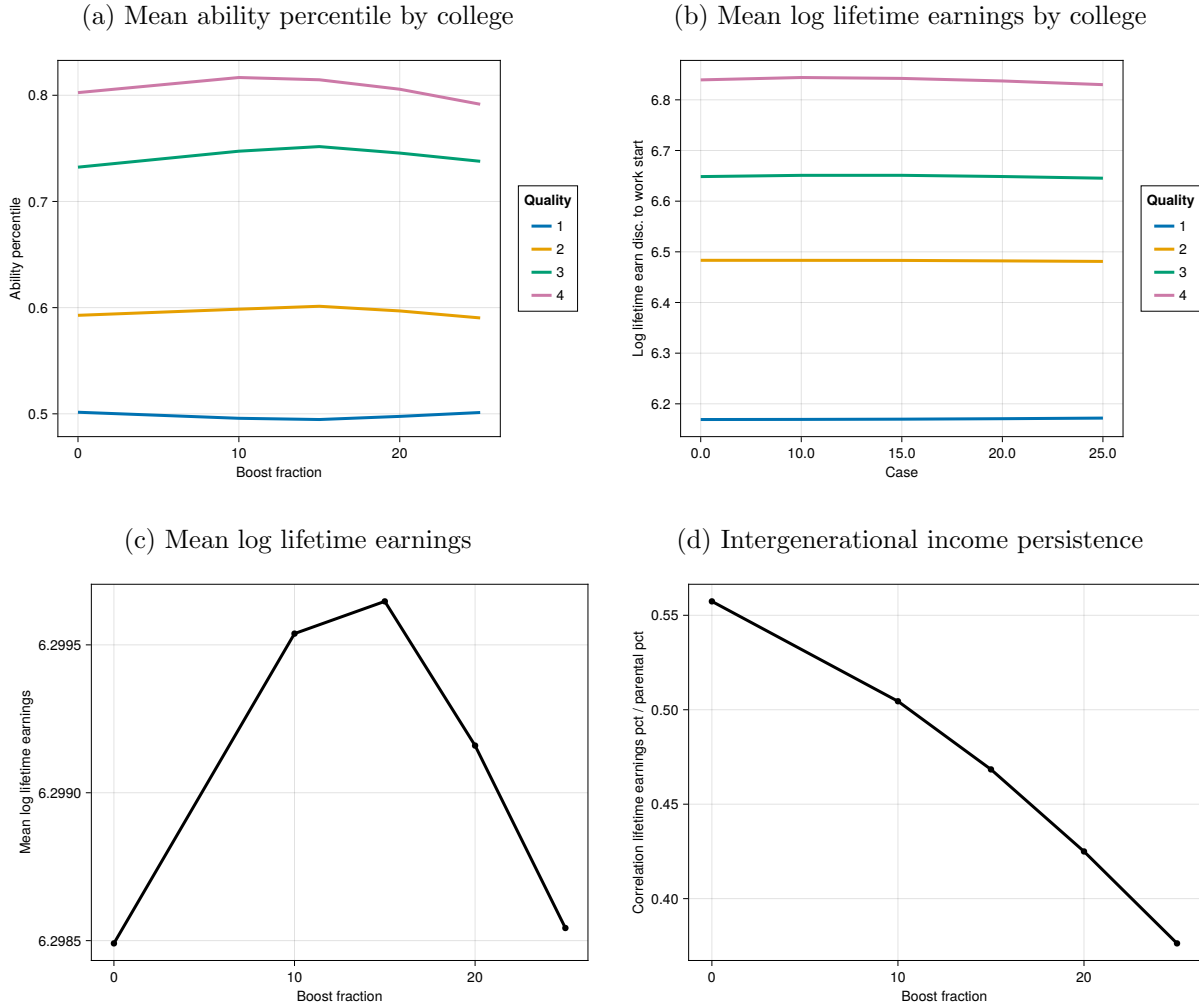 (a) Mean ability percentile by college
Ability percentile
0.8
0.7
0.6
0.5
0
10
20
Boost fraction
Quality
1
2
3
4
(b) Mean log lifetime earnings by college
Log lifetime earn disc. to work start
6.8
6.7
6.6
6.5
6.4
6.3
6.2
0.0
10.0
15.0
20.0
25.0
Case
Quality
1
2
3
4
(c) Mean log lifetime earnings
Mean log lifetime earnings
6.2995
6.2990
6.2985
0
10
20
Boost fraction
(d) Intergenerational income persistence
Correlation lifetime earnings pct / parental pct
0.55
0.50
0.45
0.40
0
10
20
Boost fraction